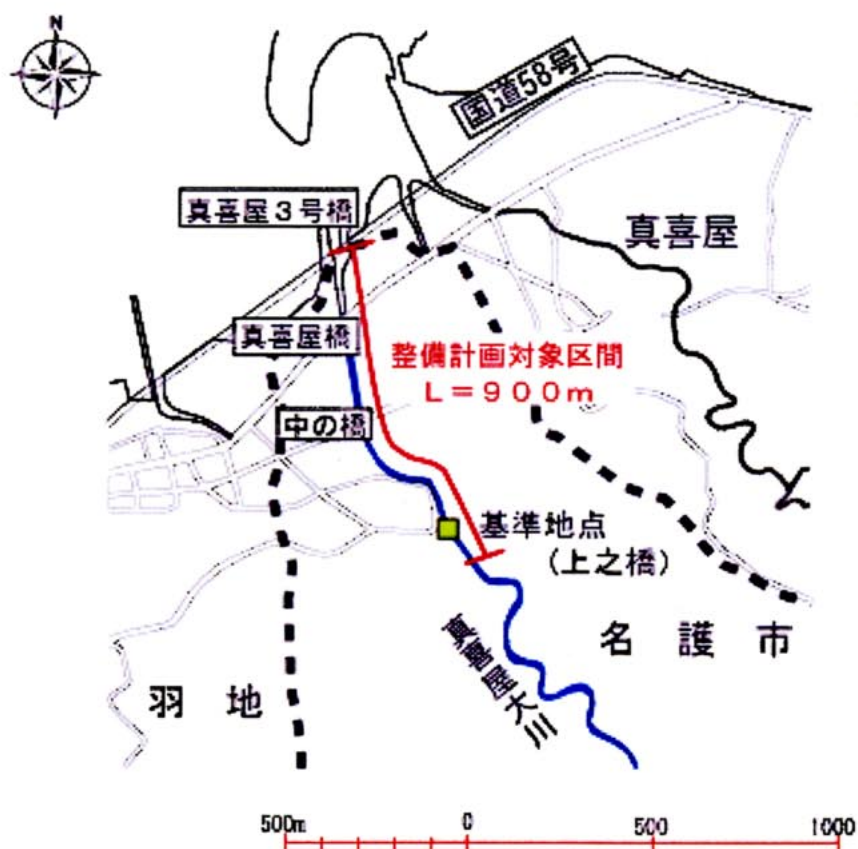 N
国道58号
真喜屋3号橋
真喜屋
真喜屋橋
整備計画対象区間
L=900m
中の橋
基準地点
(上之橋)
名護市
真喜屋大川
羽地
500m 0 500 1000